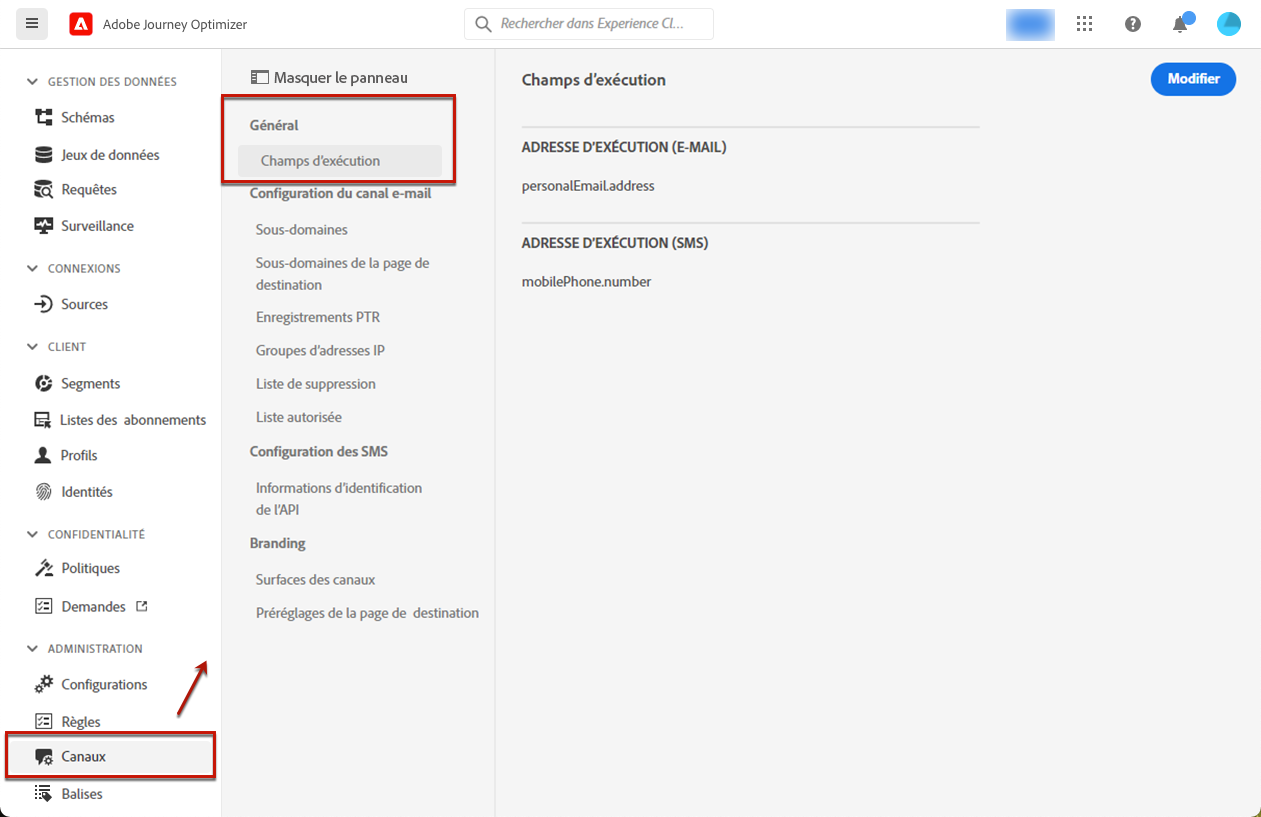 Adobe Journey Optimizer
Rechercher dans Experience Cl...
GESTION DES DONNÉES
Schémas
Jeux de données
Requêtes
Surveillance
CONNEXIONS
Sources
CLIENT
Segments
Listes des abonnements
Profils
Identités
CONFIDENTIALITÉ
Politiques
Demandes
ADMINISTRATION
Configurations
Règles
Canaux
Balises
Masquer le panneau
Général
Champs d'exécution
Configuration du canal e-mail
Sous-domaines
Sous-domaines de la page de
destination
Enregistrements PTR
Groupes d'adresses IP
Liste de suppression
Liste autorisée
Configuration des SMS
Informations d'identification
de l'API
Branding
Surfaces des canaux
Préréglages de la page de destination
Champs d'exécution
Modifier
ADRESSE D'EXÉCUTION (E-MAIL)
personalEmail.address
ADRESSE D'EXÉCUTION (SMS)
mobilePhone.number